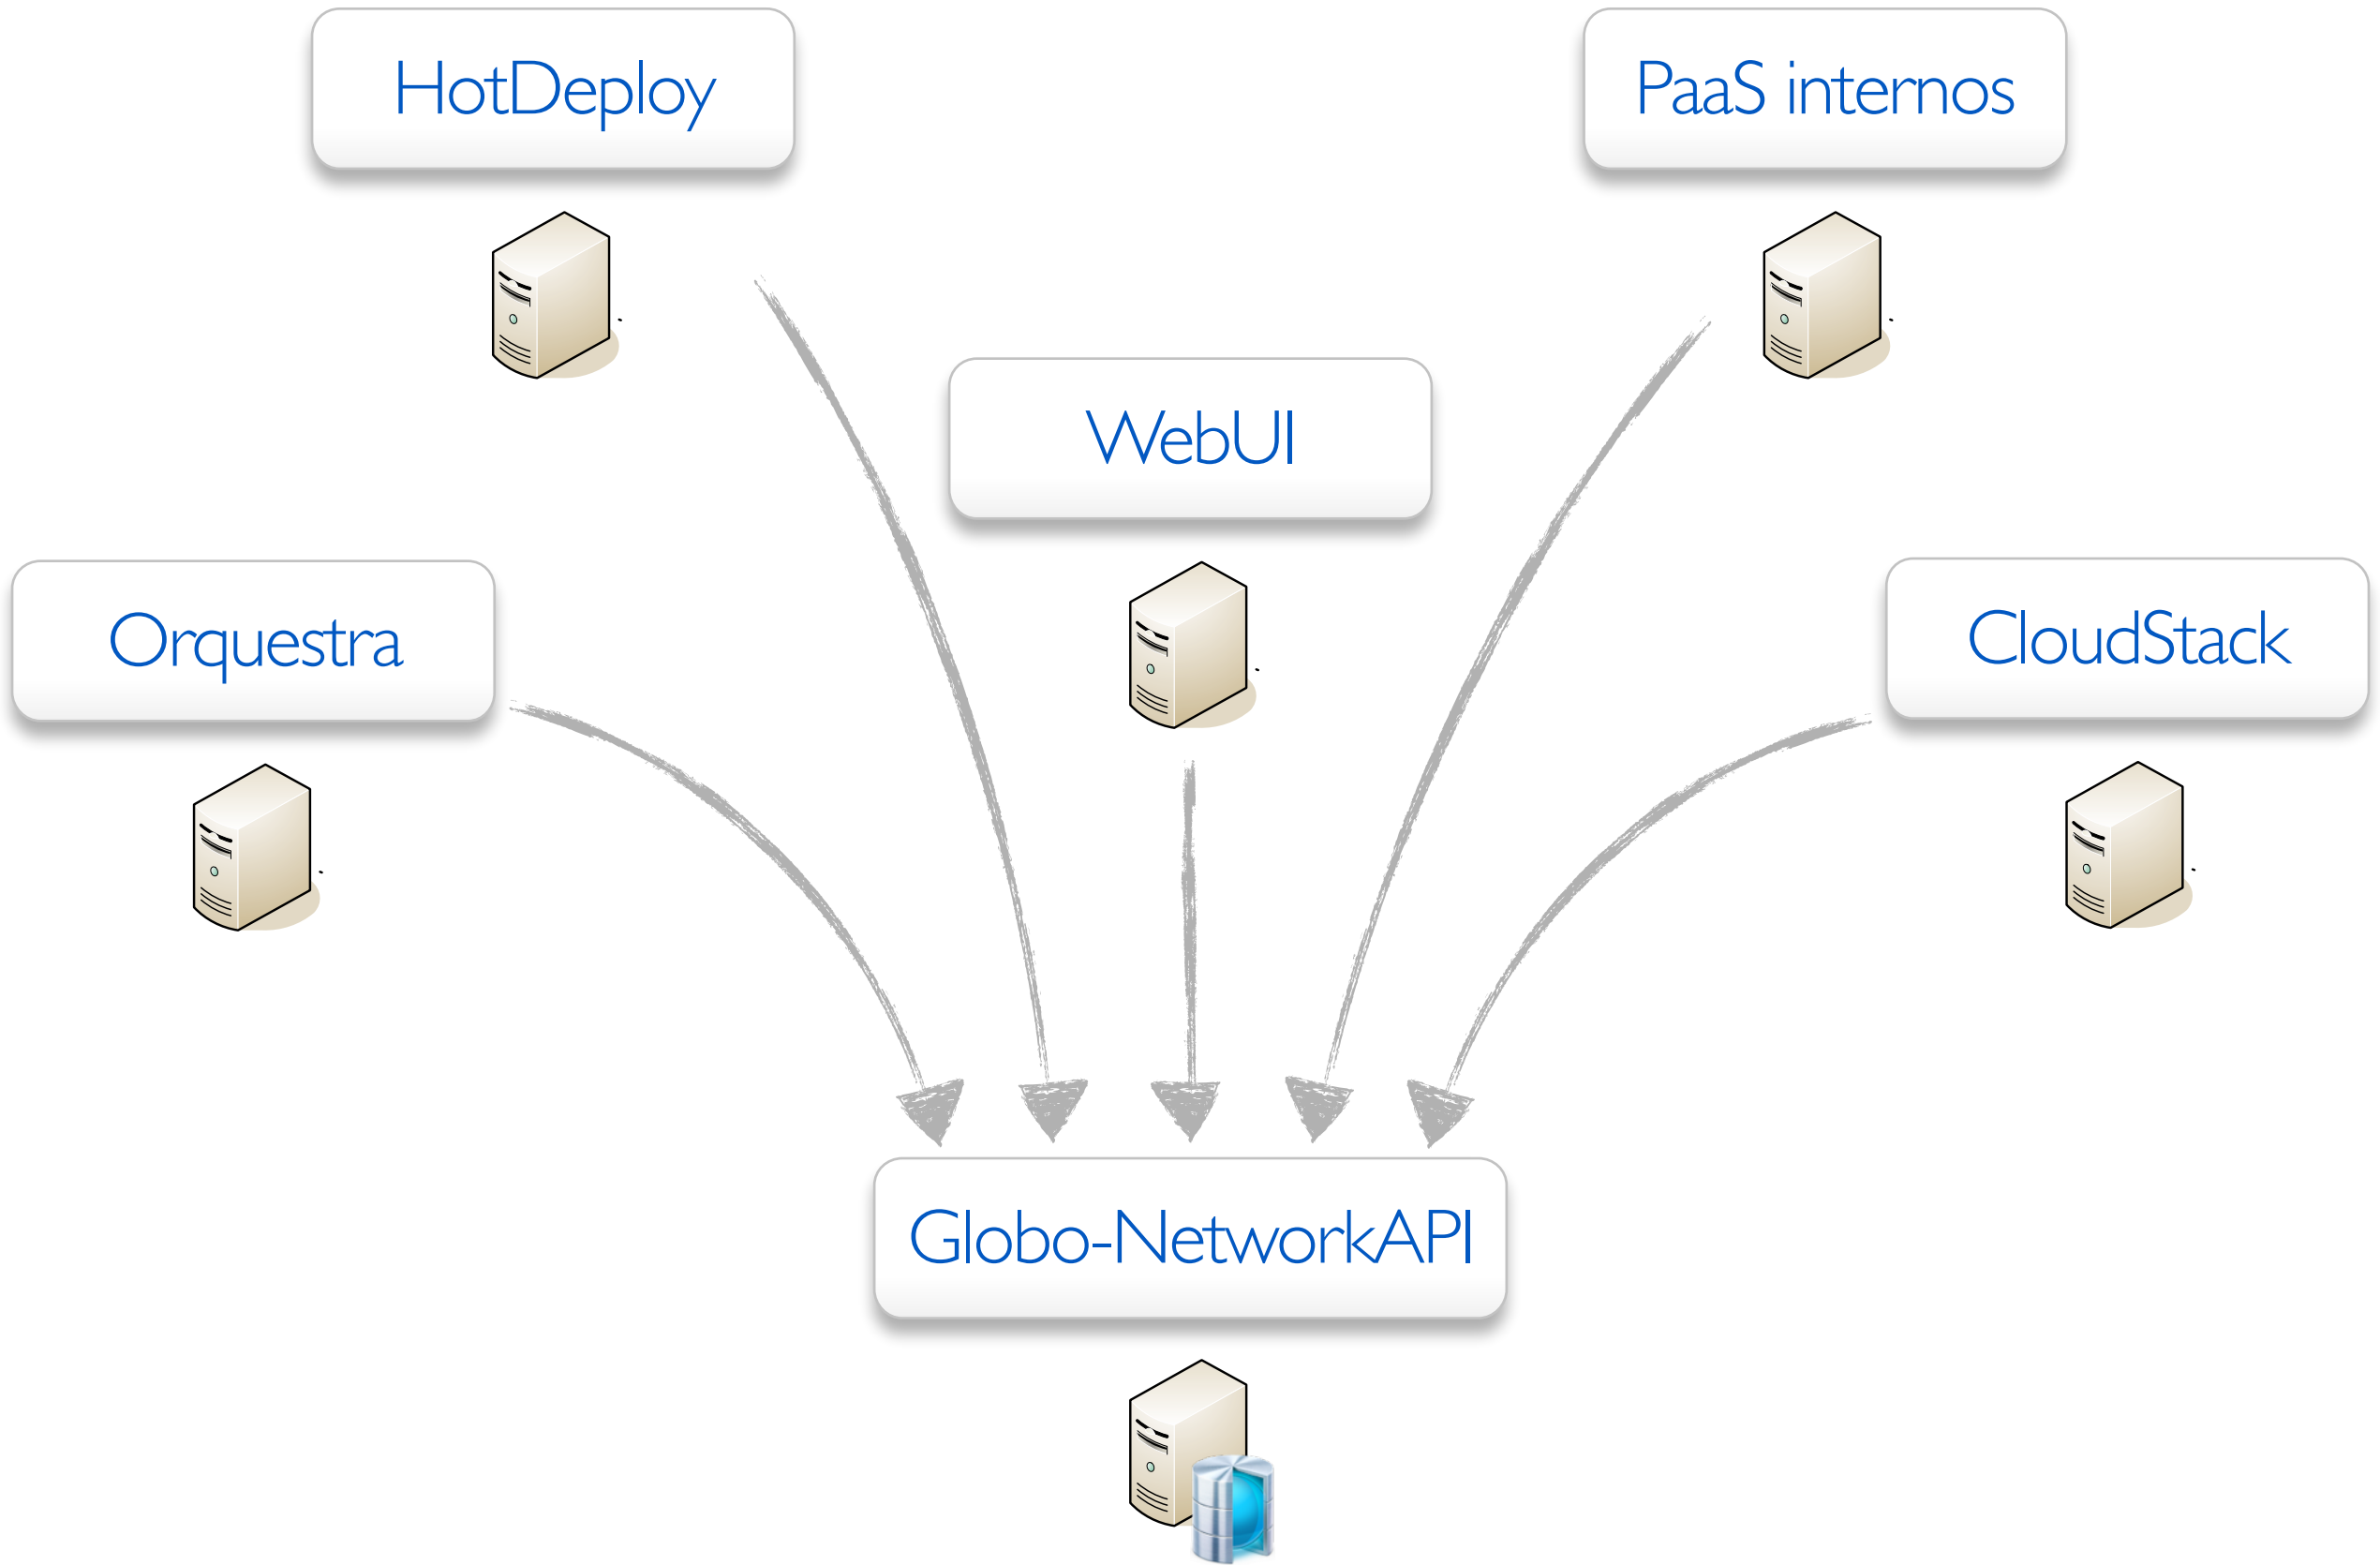 HotDeploy
PaaS internos
WebUI
Orquestra
CloudStack
Globo-NetworkAPI